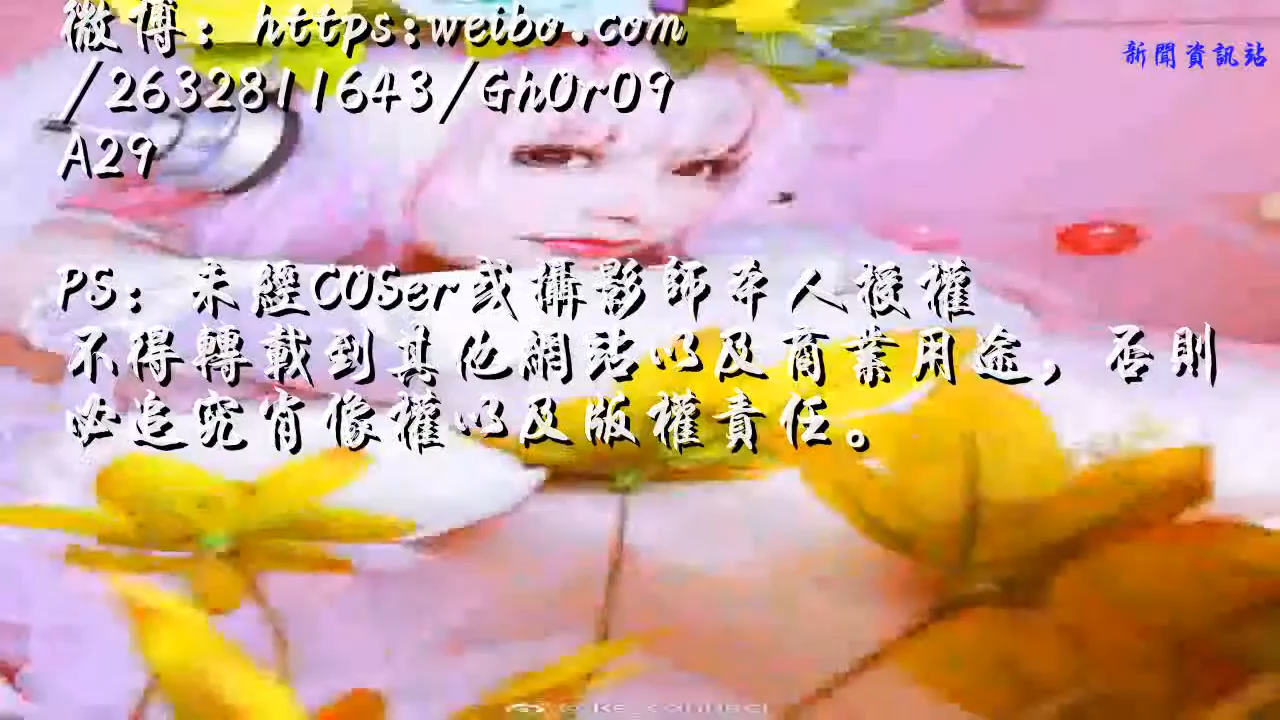 微博：https:weibo.com
/2632811643/Gh0r09
A29
新聞資訊站
PS：未經COSer或攝影師本人授權
不得轉載到其他網站以及商業用途，否則
必追究肖像權以及版權責任。